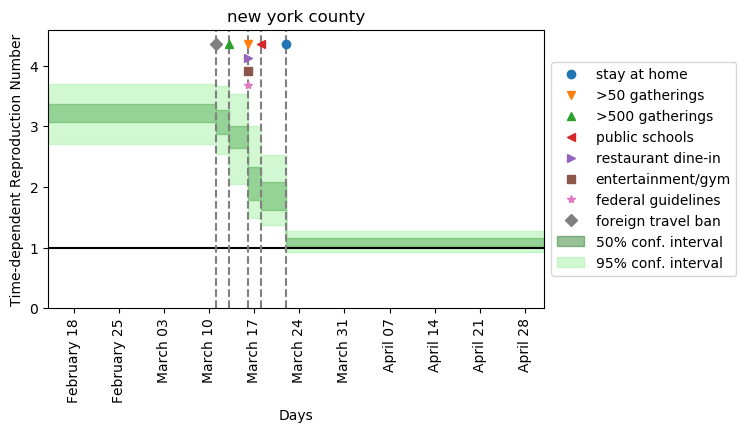 new york county
Time-dependent Reproduction Number
4
3
2
1
0
February 18
February 25
March 03
March 10
March 17
March 24
March 31
April 07
April 14
April 21
April 28
Days
stay at home
>50 gatherings
>500 gatherings
public schools
restaurant dine-in
entertainment/gym
federal guidelines
foreign travel ban
50% conf. interval
95% conf. interval